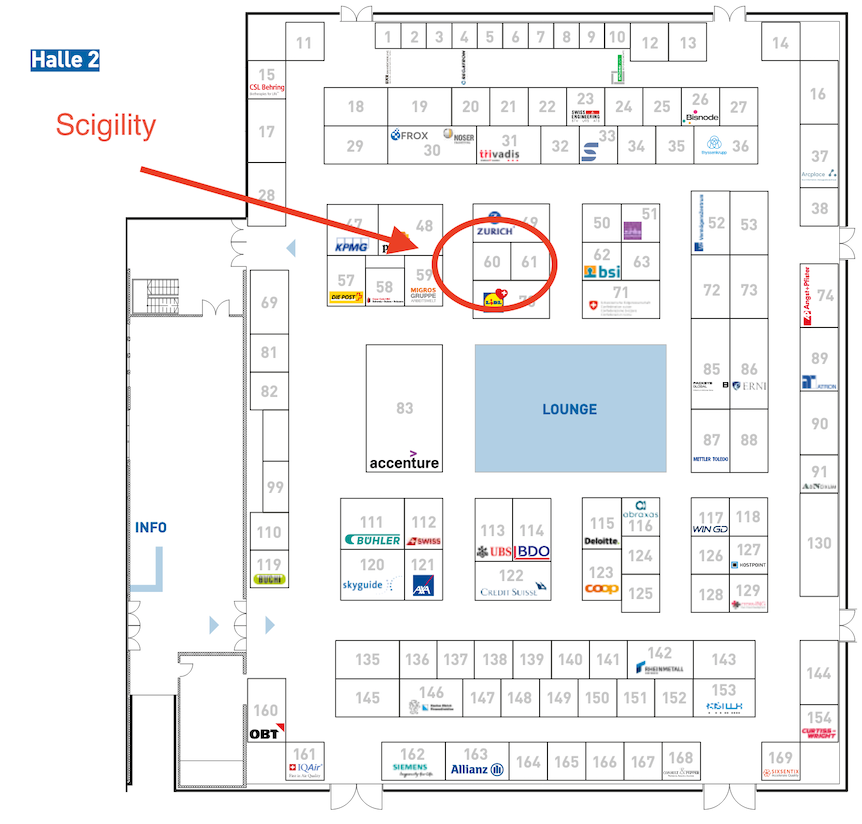 11 1 2 3 4 5 6 7 8 9 10 12 13 14
Halle 2
15
CSL Behring
16
18 19 20 21 22 23 24 25 26 27
SWISS ENGINEERING
Bisnode
Scigility
17
29 30 31 32 33 34 35 36
FROX NOSER
trivadis
37
Arcplace
28
38
47 48 49 50 51 52 53
KPMG ZURICH
57 58 59 60 61 62 63
DIE POST
MIGROS
GRUPPE
LIDL
bsi
69 70 71 72 73 74
Angst+Pfister
81
82
83
accenture
LOUNGE
85 86
ERNI
89
90
87 88
METTLER TOLEDO
91
99
INFO
110 111 112 113 114 115 116 117 118
BÜHLER SWISS UBS BDO Deloitte. abraxas WIN GD
130
119 120 121 122 123 124 125 126 127 128 129
BUCHI skyguide AXA CREDIT SUISSE coop HOSTPOINT
135 136 137 138 139 140 141 142 143
RHEINMETALL
144
145 146 147 148 149 150 151 152 153
154
CURTISS-
WRIGHT
160
OBT
161 162 163 164 165 166 167 168 169
IQAir SIEMENS Allianz SIXSENTIX